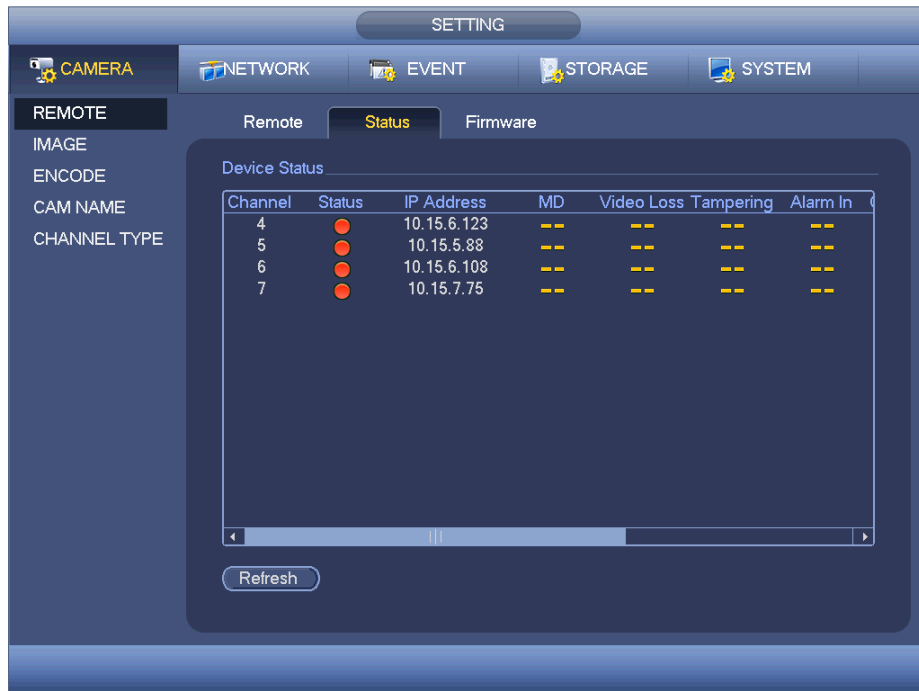 SETTING
CAMERA NETWORK EVENT STORAGE SYSTEM
REMOTE
IMAGE
ENCODE
CAM NAME
CHANNEL TYPE
Remote Status Firmware
Device Status
Channel Status IP Address MD Video Loss Tampering Alarm In
4 10.15.6.123 -- -- -- --
5 10.15.5.88 -- -- -- --
6 10.15.6.108 -- -- -- --
7 10.15.7.75 -- -- -- --
Refresh